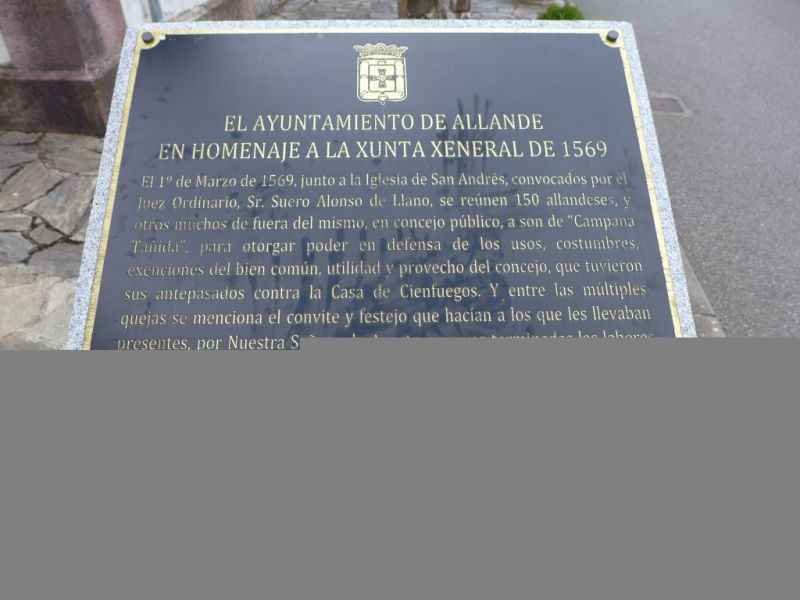 EL AYUNTAMIENTO DE ALLANDE
EN HOMENAJE A LA XUNTA XENERAL DE 1569
El 1º de Marzo de 1569, junto a la Iglesia de San Andrés, convocados por el
Juez Ordinario, Sr. Suero Alonso de Llano, se reúnen 150 allandeses, y
otros muchos de fuera del mismo, en concejo público, a son de "Campana
Tañida", para otorgar poder en defensa de los usos, costumbres,
exenciones del bien común, utilidad y provecho del concejo, que tuvieron
sus antepasados contra la Casa de Cienfuegos. Y entre las múltiples
quejas se menciona el convite y festejo que hacían a los que les llevaban
presentes, por Nuestra